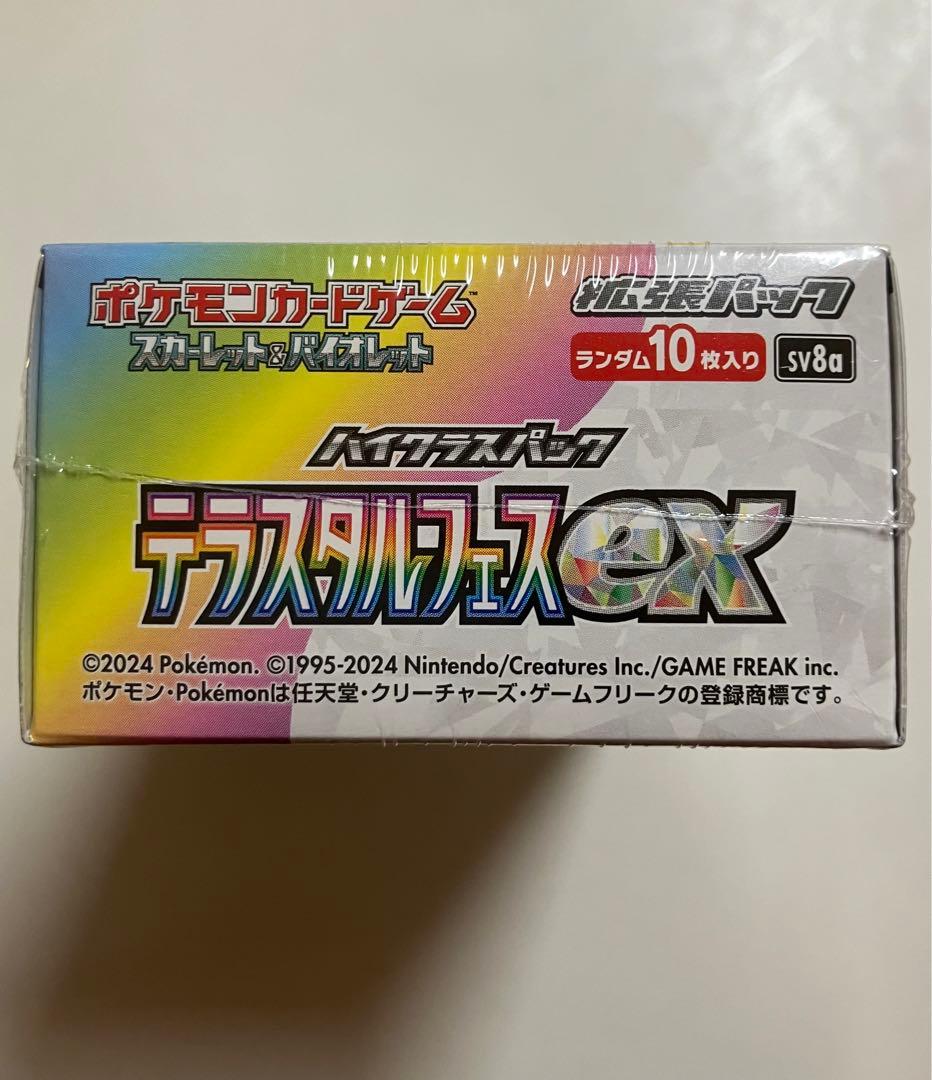 ポケモンカードゲーム™
拡張パック
スカーレット&バイオレット
ランダム10枚入り
SV8a
ハイクラスパック
テラスタルフェスex
©2024 Pokémon. ©1995-2024 Nintendo/Creatures Inc./GAME FREAK inc.
ポケモン・Pokémonは任天堂・クリーチャーズ・ゲームフリークの登録商標です。